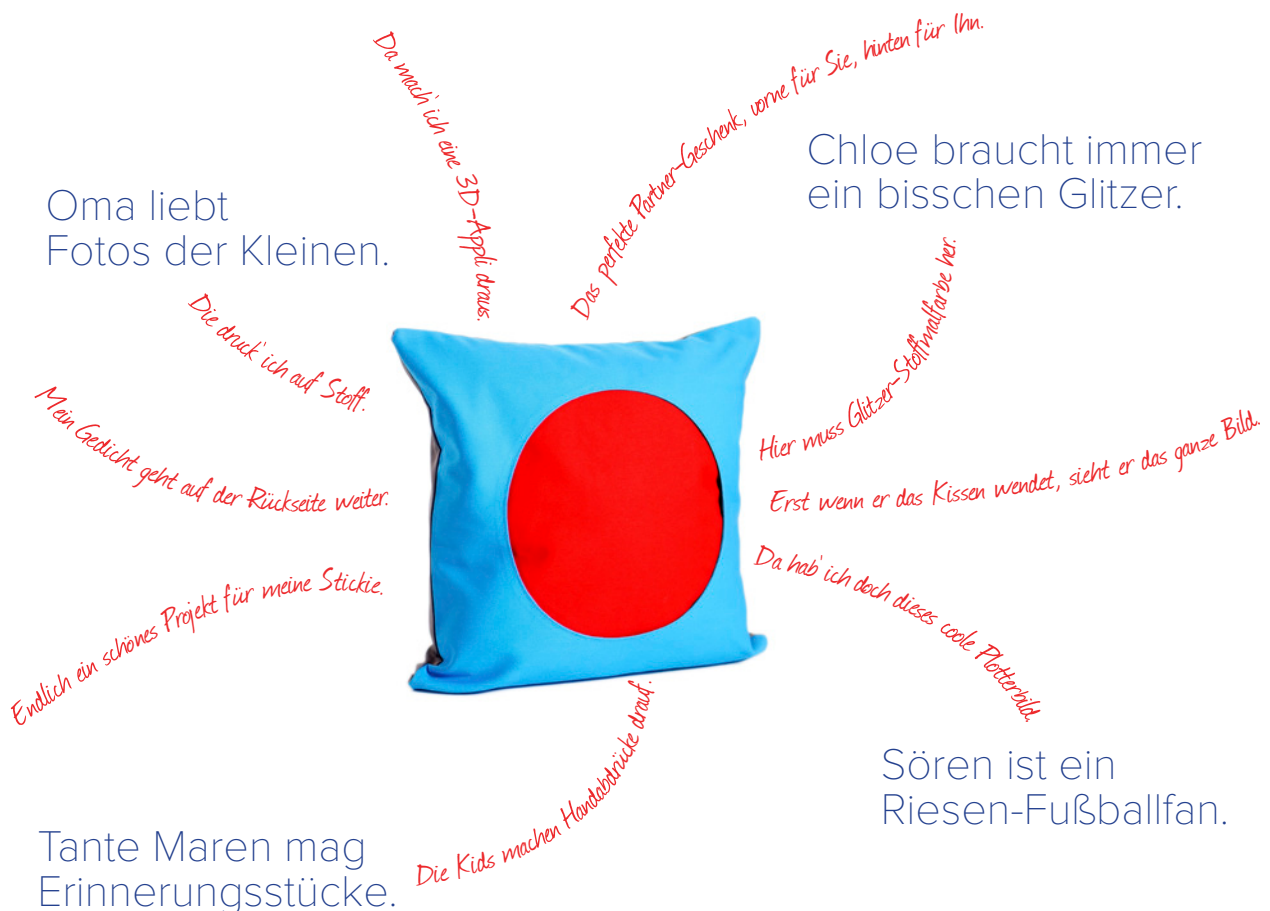 Da mach' ich eine 3D-Appli draus.
Das perfekte Partner-Geschenk, vorne für Sie, hinten für Ihn.
Chloe braucht immer
ein bisschen Glitzer.
Oma liebt
Fotos der Kleinen.
Die druck' ich auf Stoff.
Hier muss Glitzer-Stoffmalfarbe her.
Mein Gedicht geht auf der Rückseite weiter.
Erst wenn er das Kissen wendet, sieht er das ganze Bild.
Endlich ein schönes Projekt für meine Stickie.
Da hab' ich doch dieses coole Plotterbild.
Sören ist ein
Riesen-Fußballfan.
Tante Maren mag
Erinnerungsstücke.
Die Kids machen Handabdrücke drauf.